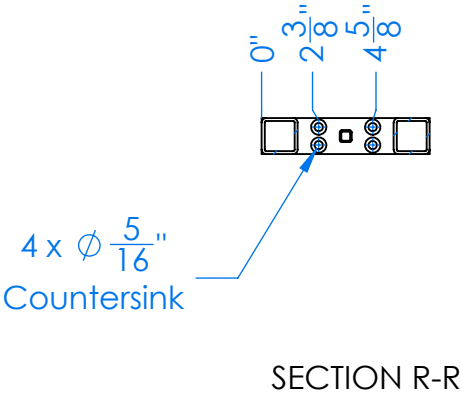 0"
2 3/8"
4 5/8"
4 x ∅ 5/16"
Countersink
SECTION R-R